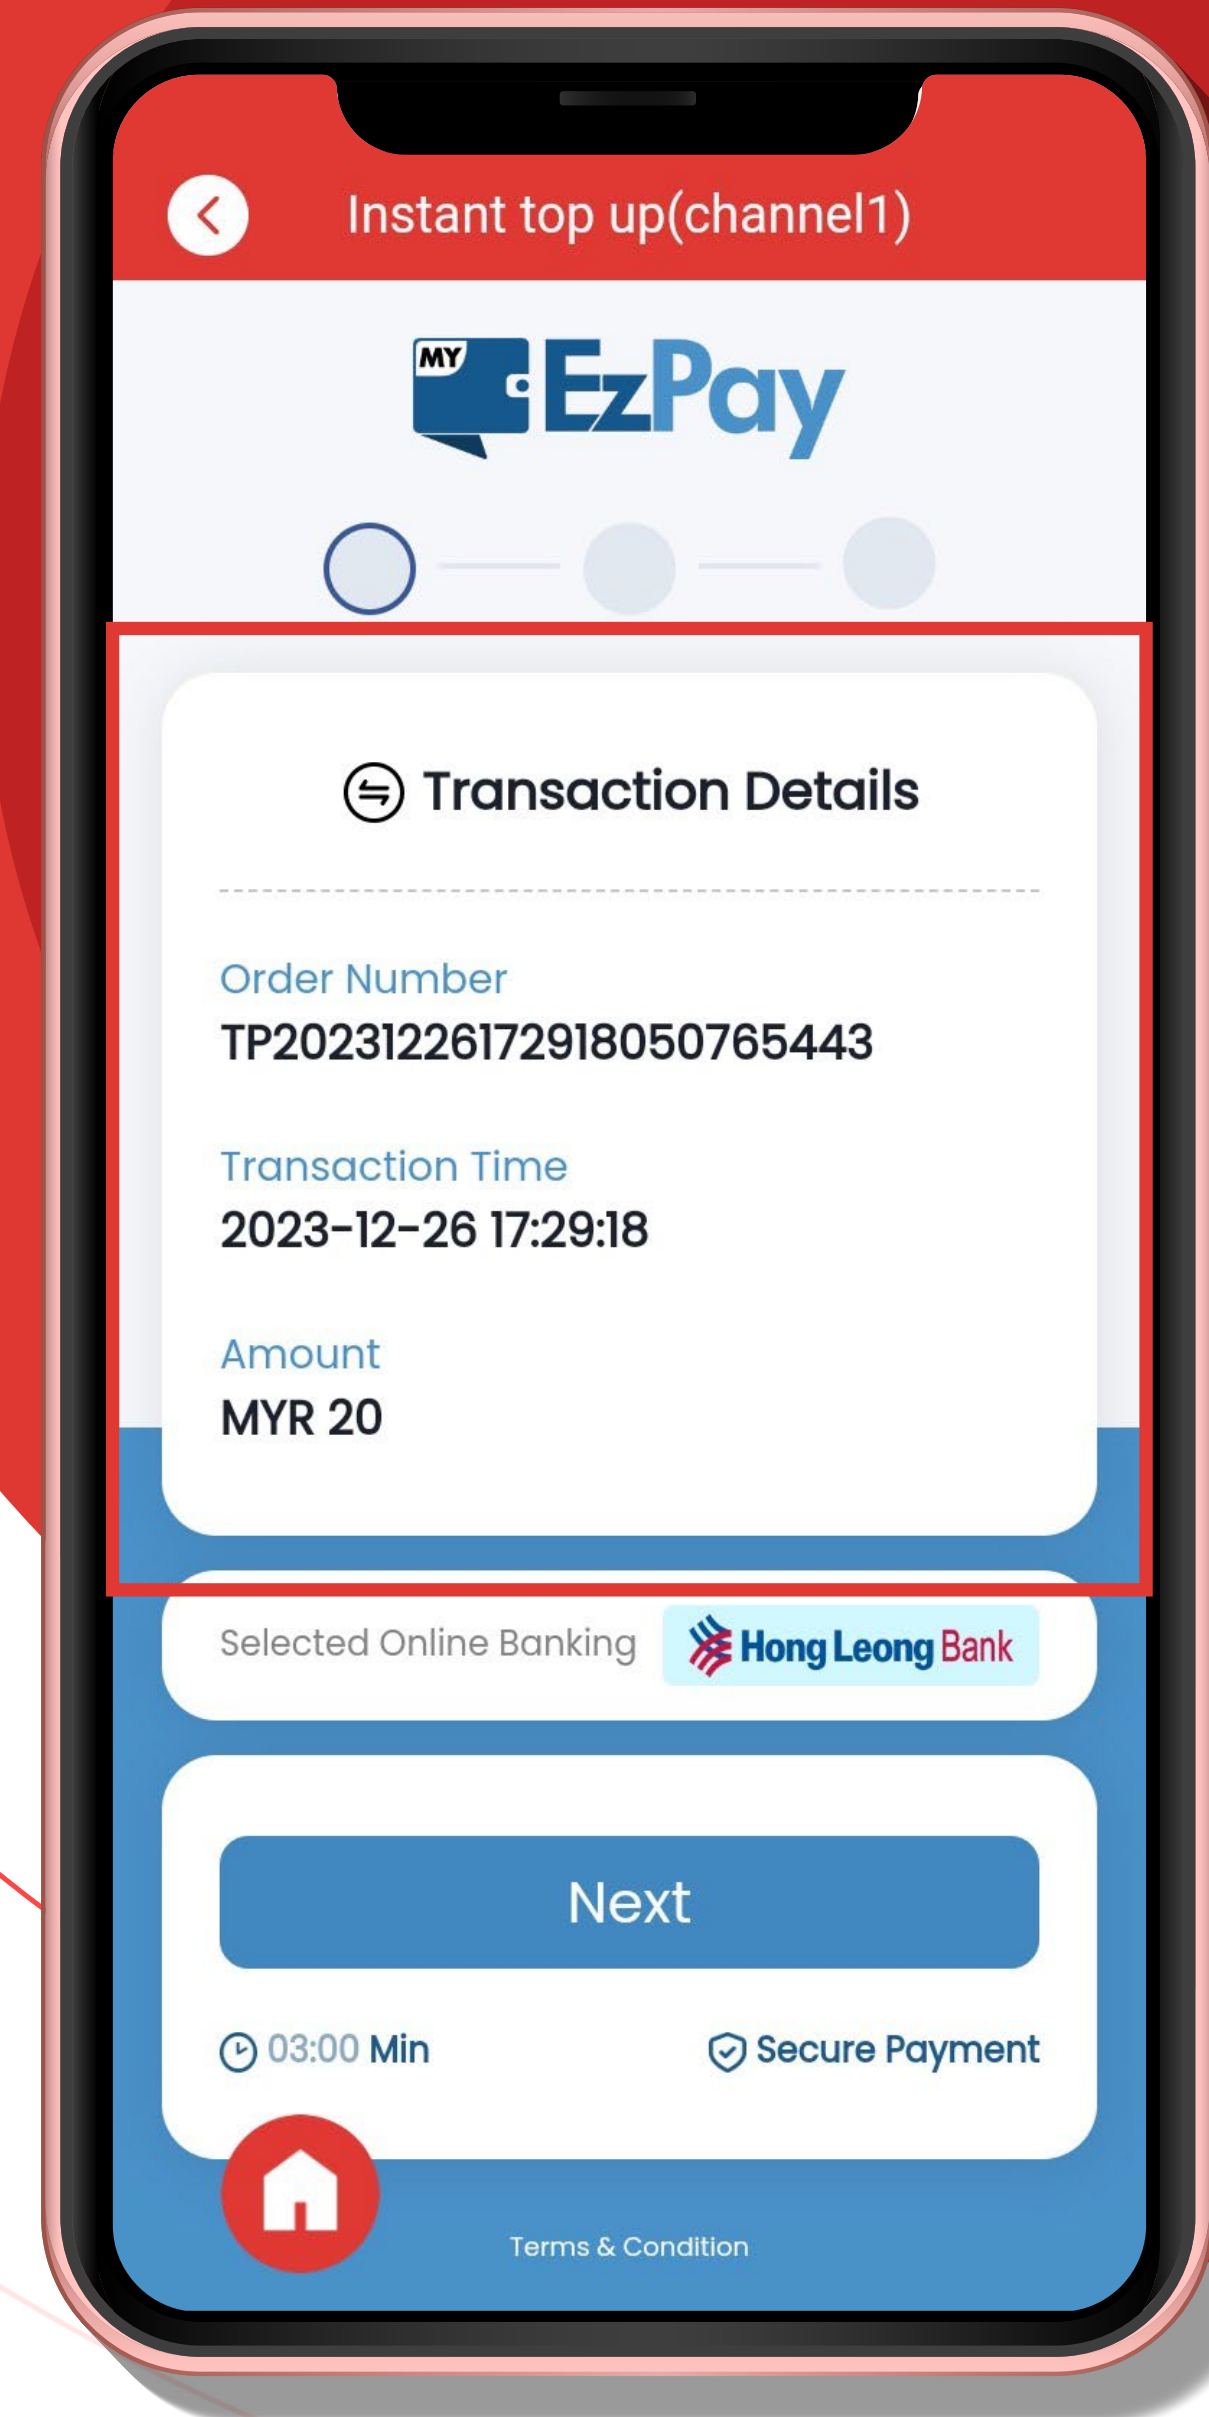 Instant top up(channel1)
MY EzPay
Transaction Details
Order Number
TP20231226172918050765443
Transaction Time
2023-12-26 17:29:18
Amount
MYR 20
Selected Online Banking Hong Leong Bank
Next
03:00 Min Secure Payment
Terms & Condition